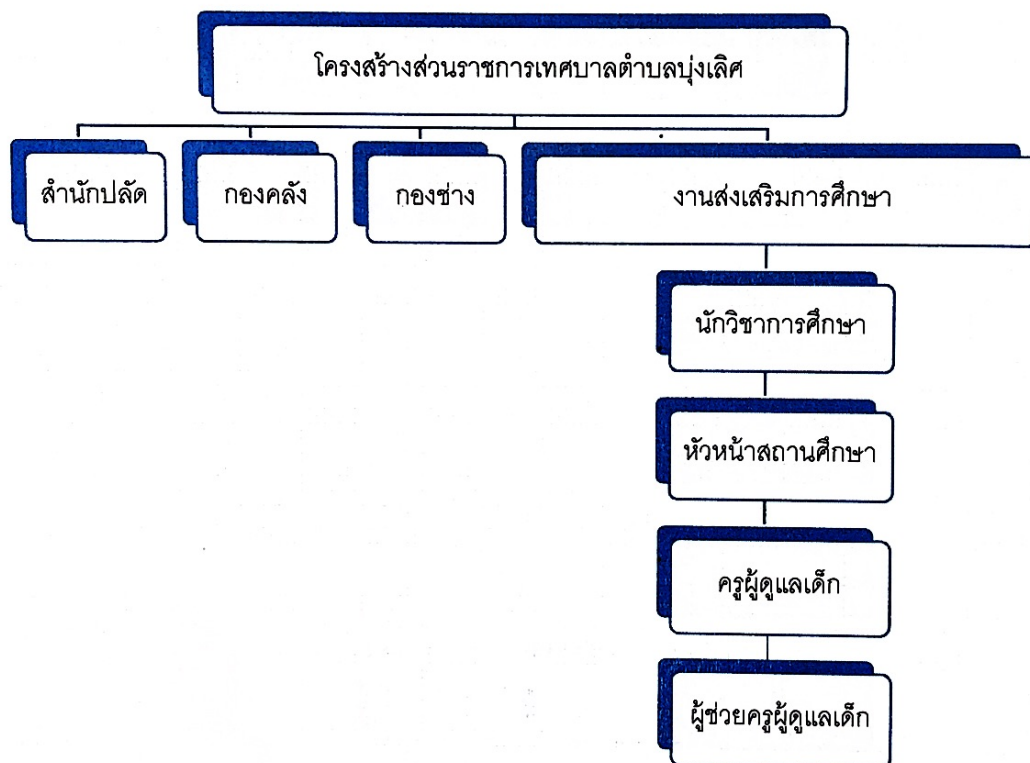 โครงสร้างส่วนราชการเทศบาลตำบลบุ่งเลิศ
สำนักปลัด
กองคลัง
กองช่าง
งานส่งเสริมการศึกษา
นักวิชาการศึกษา
หัวหน้าสถานศึกษา
ครูผู้ดูแลเด็ก
ผู้ช่วยครูผู้ดูแลเด็ก